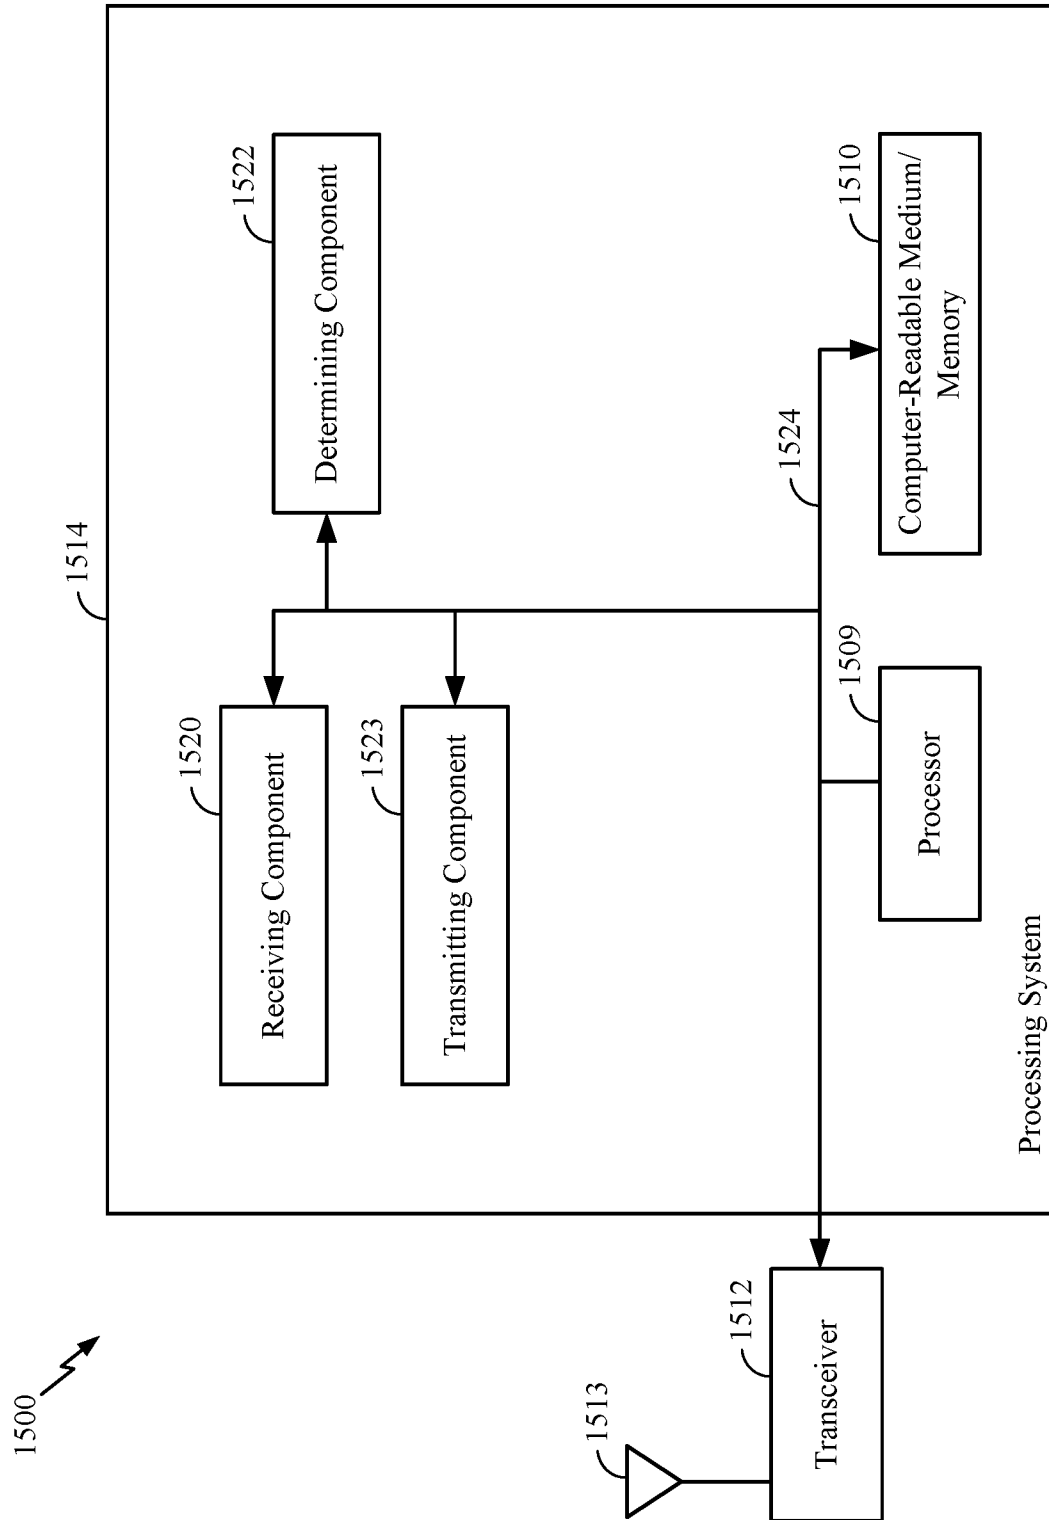 1500
1514
1520
Receiving Component
1522
Determining Component
1523
Transmitting Component
1524
1513
1512
Transceiver
1509
Processor
1510
Computer-Readable Medium/
Memory
Processing System